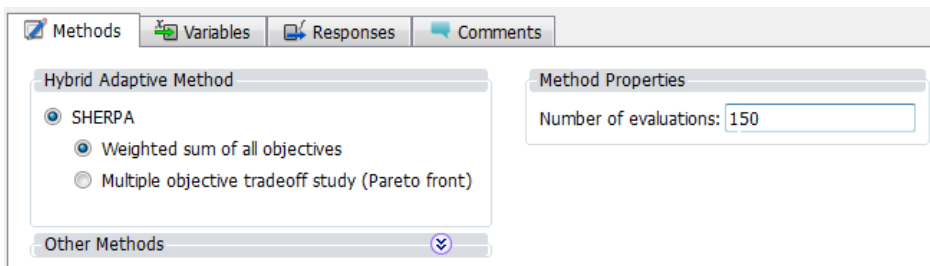 Methods Variables Responses Comments
Hybrid Adaptive Method
SHERPA
Weighted sum of all objectives
Multiple objective tradeoff study (Pareto front)
Other Methods
Method Properties
Number of evaluations: 150